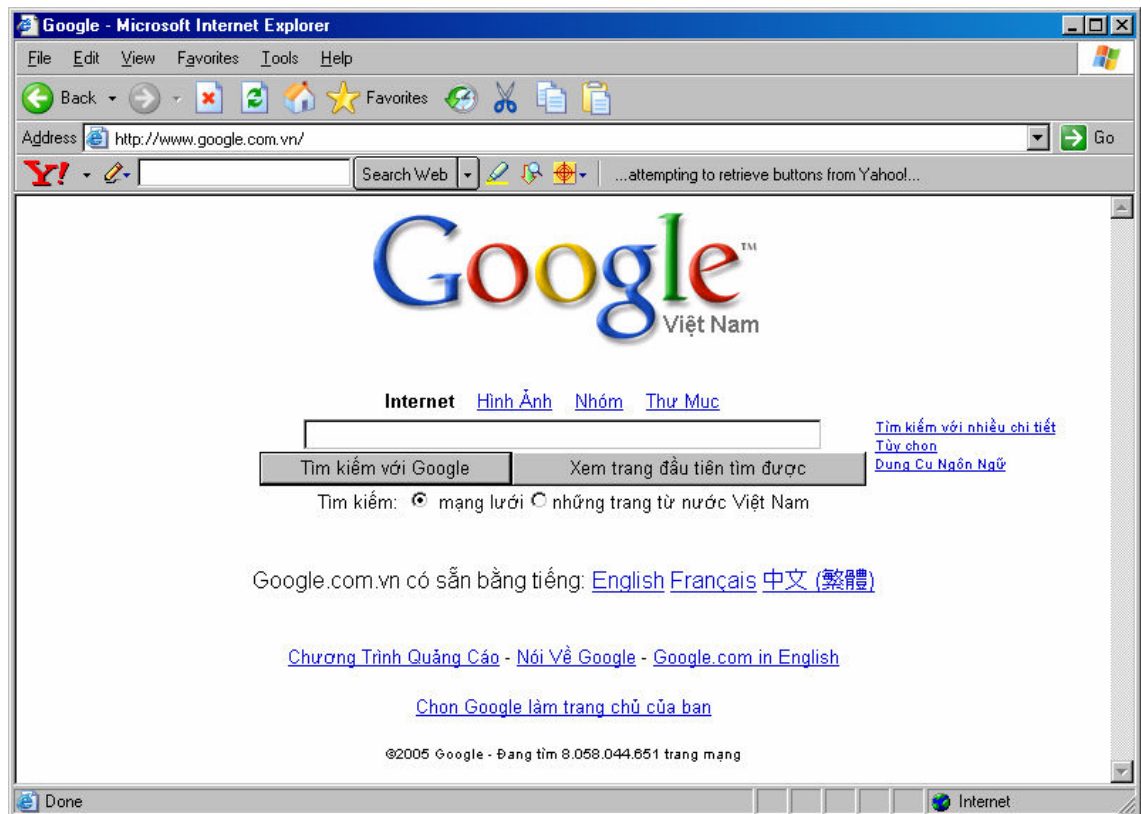 Google - Microsoft Internet Explorer
File Edit View Favorites Tools Help
Back Favorites
Address http://www.google.com.vn/ Go
Y! Search Web ...attempting to retrieve buttons from Yahoo!...
Google™
Việt Nam
Internet Hình Ảnh Nhóm Thư Mục
Tìm kiếm với nhiều chi tiết
Tùy chọn
Dụng Cụ Ngôn Ngữ
Tìm kiếm với Google Xem trang đầu tiên tìm được
Tìm kiếm: mạng lưới những trang từ nước Việt Nam
Google.com.vn có sẵn bằng tiếng: English Français 中文 (繁體)
Chương Trình Quảng Cáo - Nói Về Google - Google.com in English
Chọn Google làm trang chủ của bạn
©2005 Google - Đang tìm 8.058.044.651 trang mạng
Done Internet